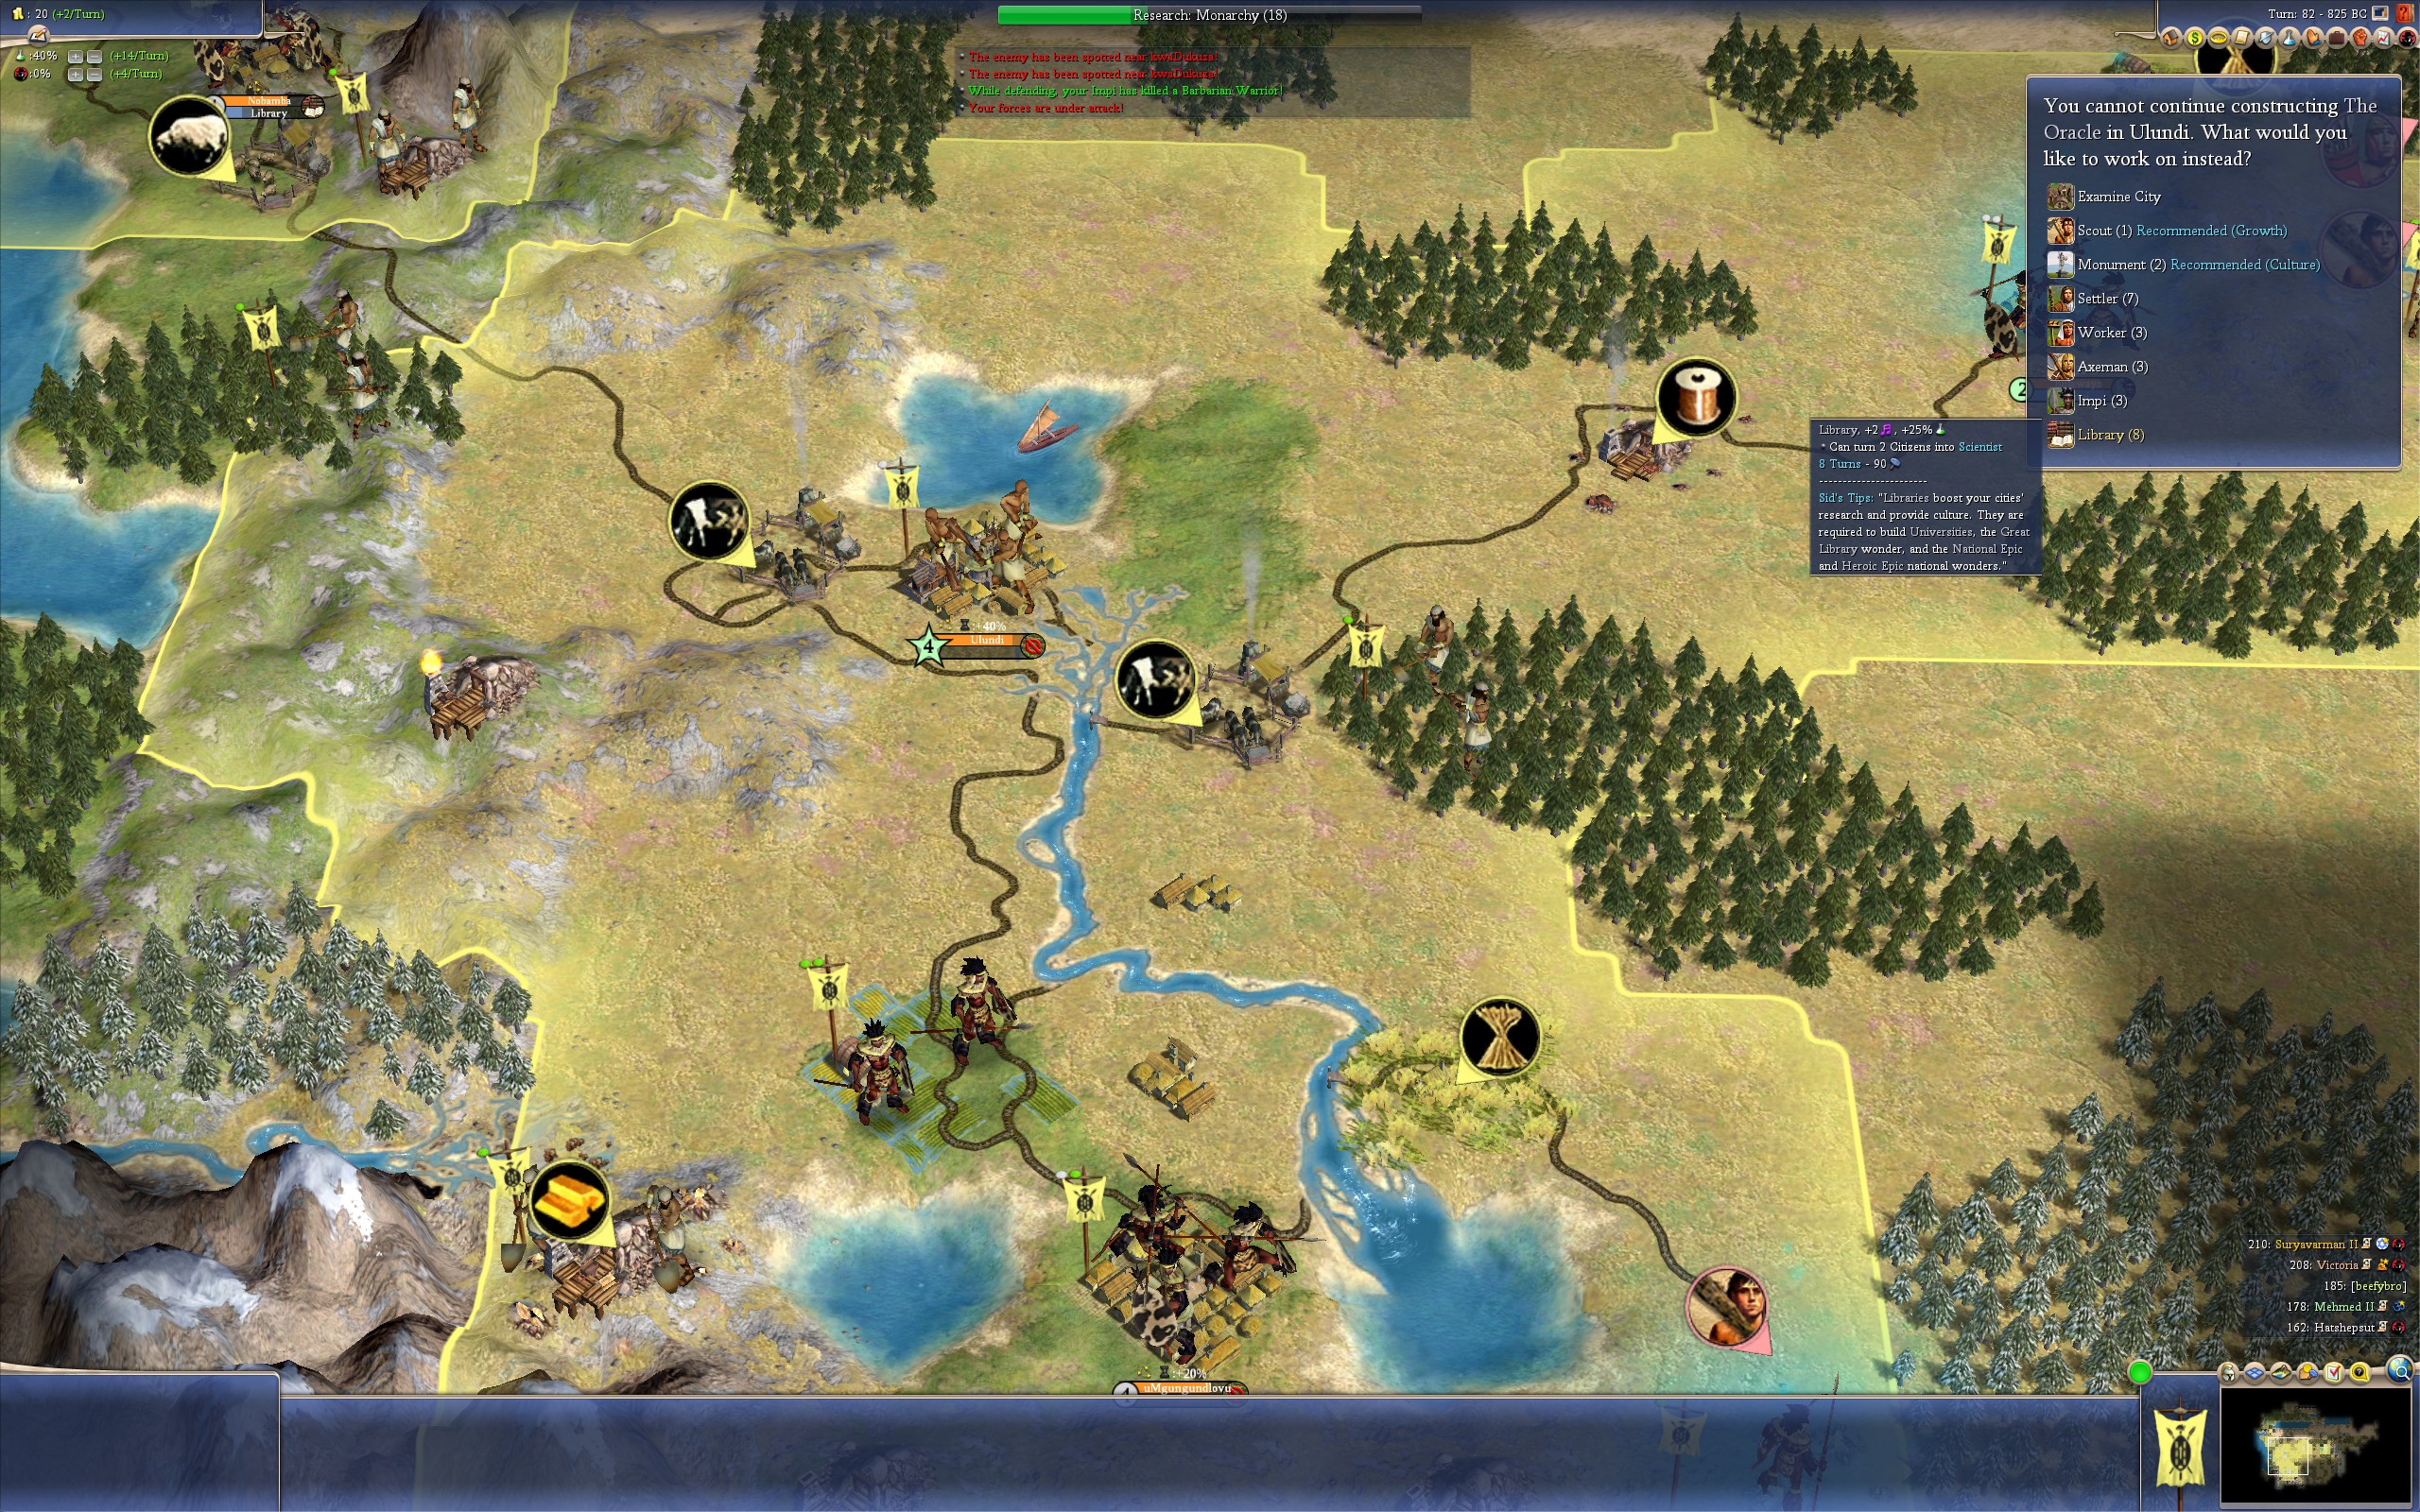 : 20 (+2/Turn)
Research: Monarchy (18)
Turn: 82 - 825 BC
:40% (+14/Turn)
:0% (+4/Turn)
The enemy has been spotted near kwaDukuza!
The enemy has been spotted near kwaDukuza!
While defending, your Impi has killed a Barbarian Warrior!
Your forces are under attack!
Nobamba
Library
You cannot continue constructing The
Oracle in Ulundi. What would you
like to work on instead?
Examine City
Scout (1) Recommended (Growth)
Monument (2) Recommended (Culture)
Settler (7)
Worker (3)
Axeman (3)
Impi (3)
Library (8)
2
Library, +2, +25%
* Can turn 2 Citizens into Scientist
8 Turns - 90
-----------------------
Sid's Tips: "Libraries boost your cities'
research and provide culture. They are
required to build Universities, the Great
Library wonder, and the National Epic
and Heroic Epic national wonders."
:+40%
4 Ulundi
210: Suryavarman II
208: Victoria
185: [beefybro]
178: Mehmed II
162: Hatshepsut
:+20%
4 uMgungundlovu